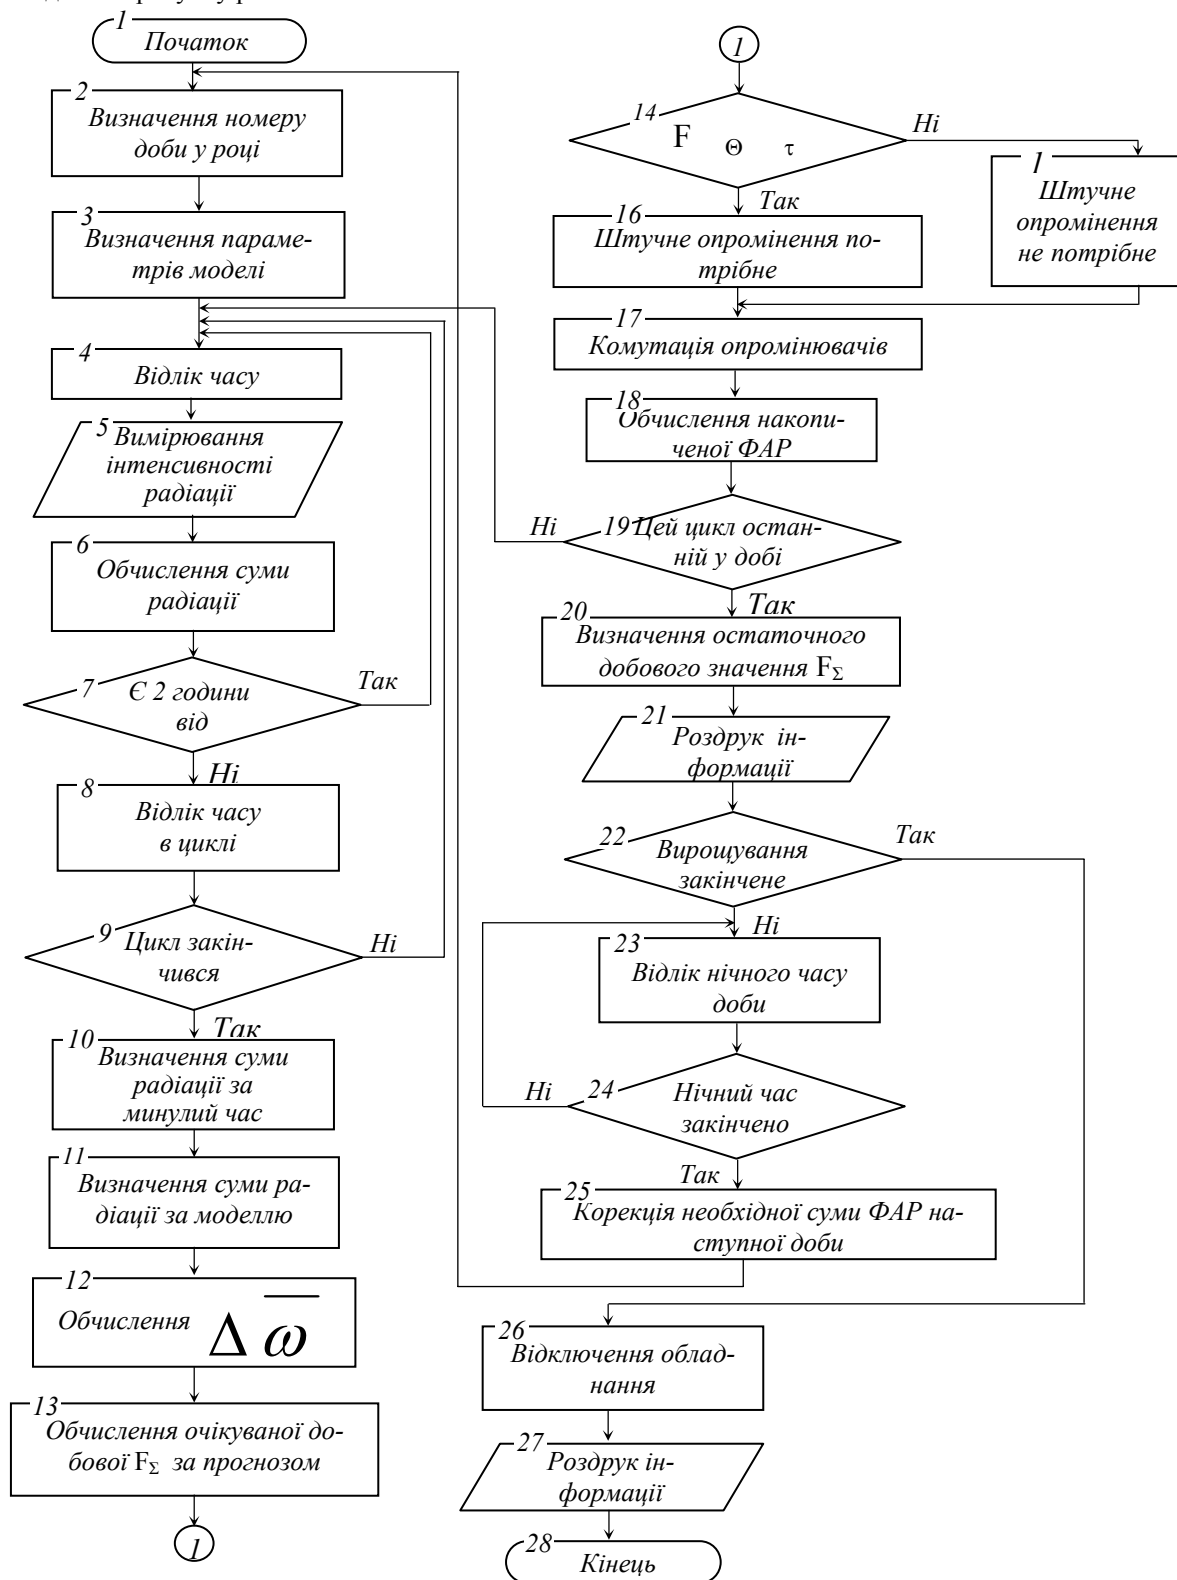 1
Початок
2
Визначення номеру
доби у році
3
Визначення параме-
трів моделі
4
Відлік часу
5
Вимірювання
інтенсивності
радіації
6
Обчислення суми
радіації
7
Є 2 години
від
Так
Ні
8
Відлік часу
в циклі
9
Цикл закін-
чився
Ні
Так
10
Визначення суми
радіації за
минулий час
11
Визначення суми ра-
діації за моделлю
12
Обчислення Δ ω̅
13
Обчислення очікуваної до-
бової FΣ за прогнозом
1
1
14
F Θ τ
Ні
Так
1
Штучне
опромінення
не потрібне
16
Штучне опромінення по-
трібне
17
Комутація опромінювачів
18
Обчислення накопи-
ченої ФАР
19 Цей цикл остан-
ній у добі
Ні
Так
20
Визначення остаточного
добового значення FΣ
21
Роздрук ін-
формації
22
Вирощування
закінчене
Так
Ні
23
Відлік нічного часу
доби
24
Нічний час
закінчено
Ні
Так
25
Корекція необхідної суми ФАР на-
ступної доби
26
Відключення облад-
нання
27
Роздрук ін-
формації
28
Кінець